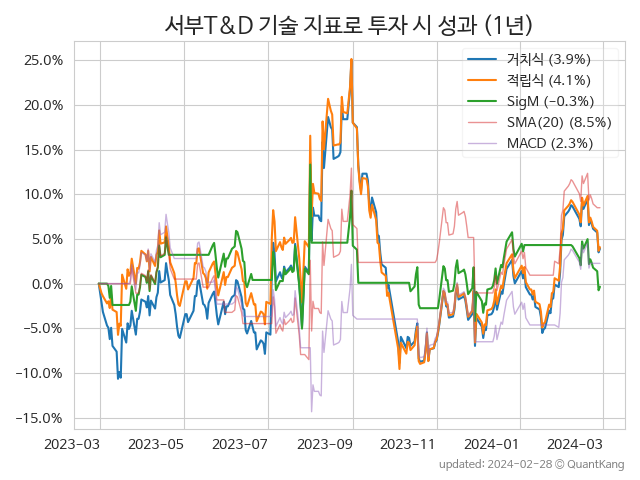 서부T&D 기술 지표로 투자 시 성과 (1년)
거치식 (3.9%)
적립식 (4.1%)
SigM (−0.3%)
SMA(20) (8.5%)
MACD (2.3%)
25.0%
20.0%
15.0%
10.0%
5.0%
0.0%
−5.0%
−10.0%
−15.0%
2023-03 2023-05 2023-07 2023-09 2023-11 2024-01 2024-03
updated: 2024-02-28 © QuantKang